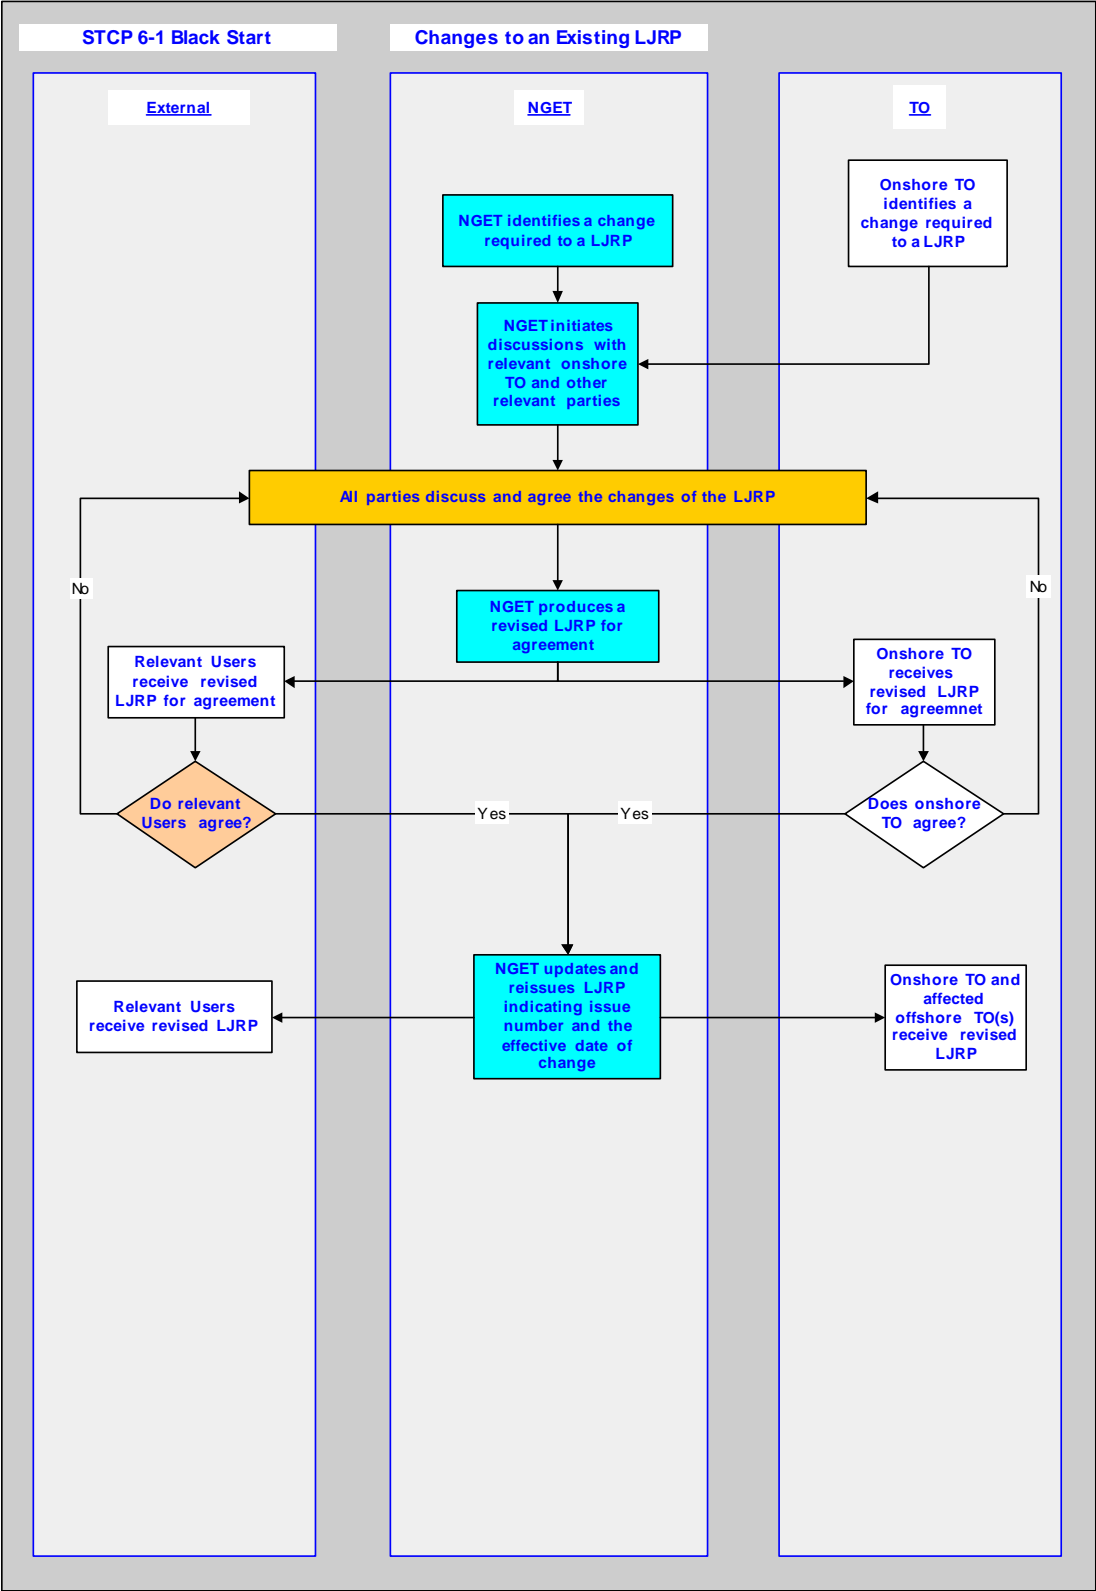 STCP 6-1 Black Start
Changes to an Existing LJRP
External
NGET
TO
Onshore TO
identifies a
change required
to a LJRP
NGET identifies a change
required to a LJRP
NGET initiates
discussions with
relevant onshore
TO and other
relevant parties
All parties discuss and agree the changes of the LJRP
No
No
NGET produces a
revised LJRP for
agreement
Relevant Users
receive revised
LJRP for agreement
Onshore TO
receives
revised LJRP
for agreemnet
Do relevant
Users agree?
Yes
Yes
Does onshore
TO agree?
NGET updates and
reissues LJRP
indicating issue
number and the
effective date of
change
Relevant Users
receive revised LJRP
Onshore TO and
affected
offshore TO(s)
receive revised
LJRP